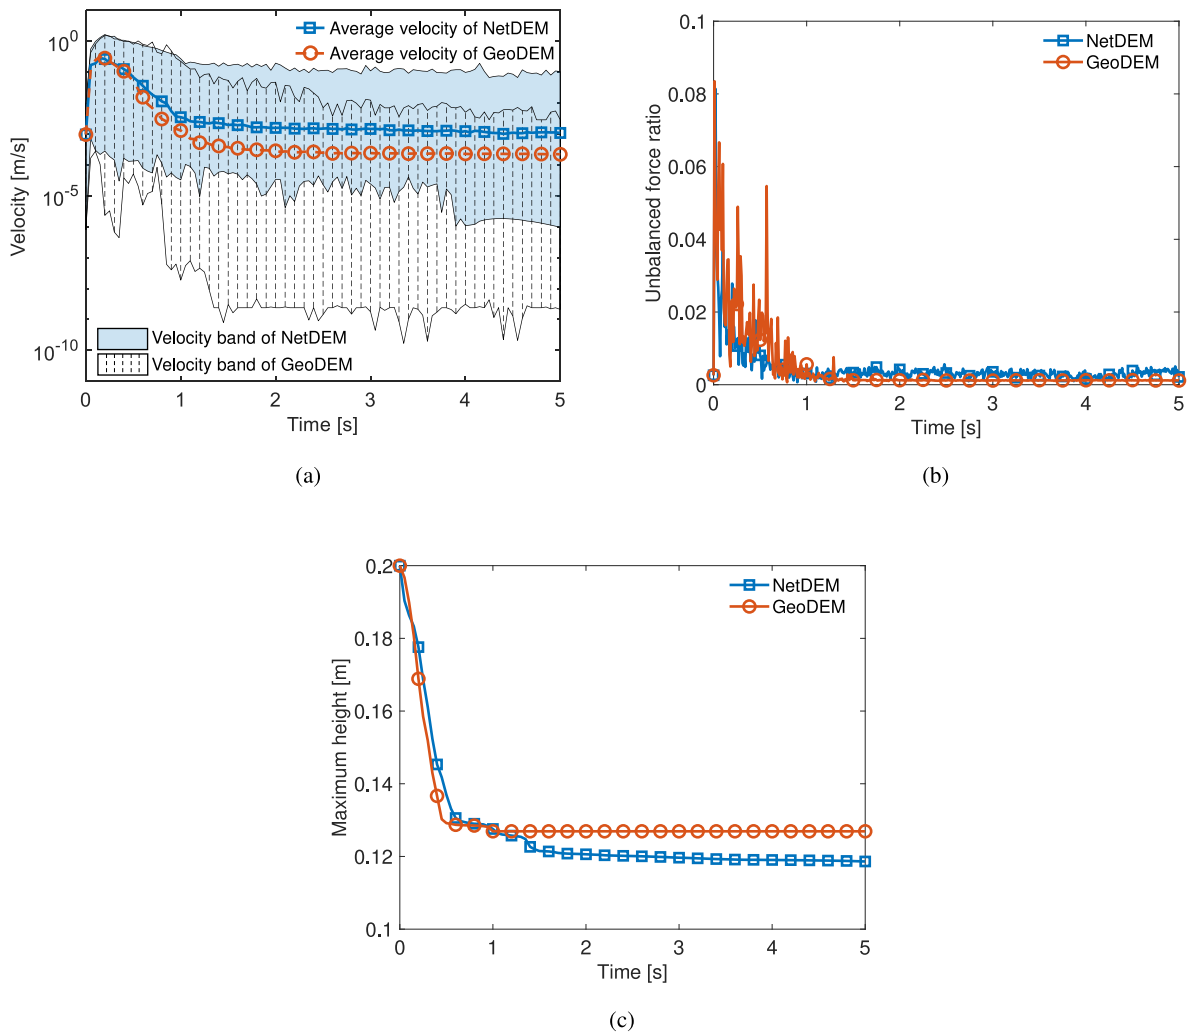 10^0
10^-5
10^-10
Velocity [m/s]
Average velocity of NetDEM
Average velocity of GeoDEM
Velocity band of NetDEM
Velocity band of GeoDEM
0 1 2 3 4 5
Time [s]
(a)
0.1
0.08
0.06
0.04
0.02
0
Unbalanced force ratio
NetDEM
GeoDEM
0 1 2 3 4 5
Time [s]
(b)
0.2
0.18
0.16
0.14
0.12
0.1
Maximum height [m]
NetDEM
GeoDEM
0 1 2 3 4 5
Time [s]
(c)